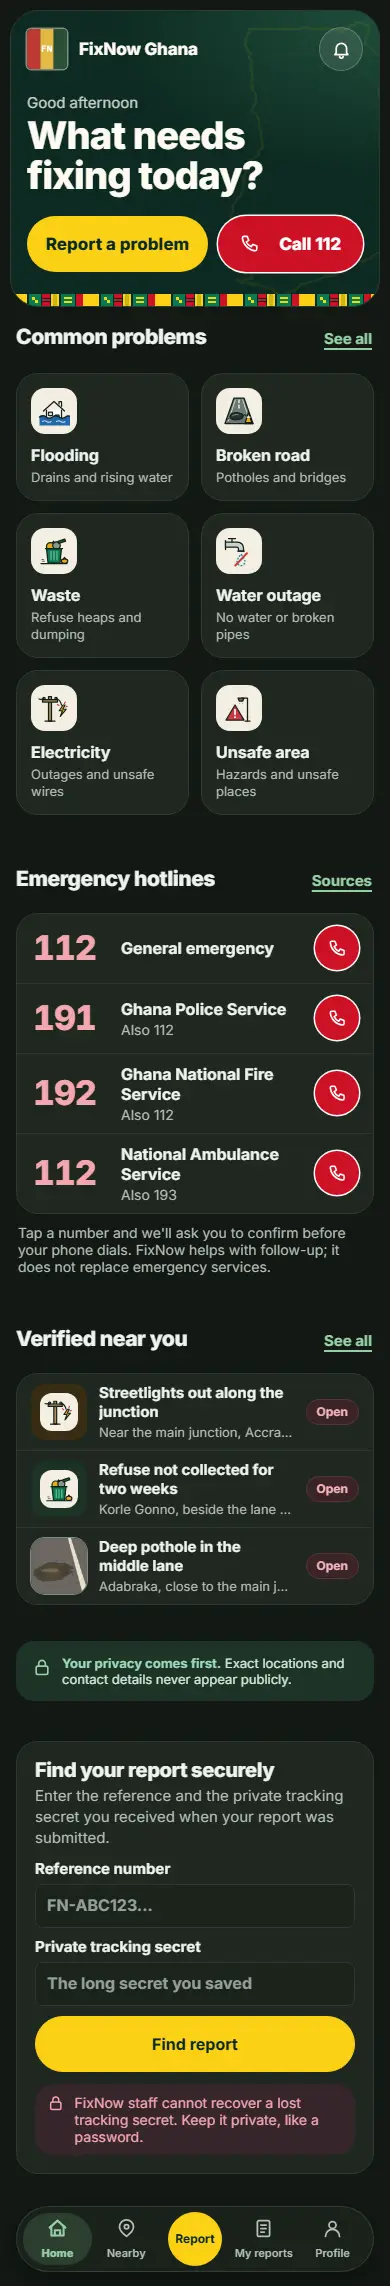 FN
FixNow Ghana
Good afternoon
What needs
fixing today?
Report a problem
Call 112
Common problems
See all
Flooding
Drains and rising water
Broken road
Potholes and bridges
Waste
Refuse heaps and
dumping
Water outage
No water or broken
pipes
Electricity
Outages and unsafe
wires
Unsafe area
Hazards and unsafe
places
Emergency hotlines
Sources
112
General emergency
191
Ghana Police Service
Also 112
192
Ghana National Fire
Service
Also 112
112
National Ambulance
Service
Also 193
Tap a number and we'll ask you to confirm before
your phone dials. FixNow helps with follow-up; it
does not replace emergency services.
Verified near you
See all
Streetlights out along the
junction
Near the main junction, Accra...
Open
Refuse not collected for
two weeks
Korle Gonno, beside the lane ...
Open
Deep pothole in the
middle lane
Adabraka, close to the main j...
Open
Your privacy comes first. Exact locations and
contact details never appear publicly.
Find your report securely
Enter the reference and the private tracking
secret you received when your report was
submitted.
Reference number
FN-ABC123...
Private tracking secret
The long secret you saved
Find report
FixNow staff cannot recover a lost
tracking secret. Keep it private, like a
password.
Home
Nearby
Report
My reports
Profile